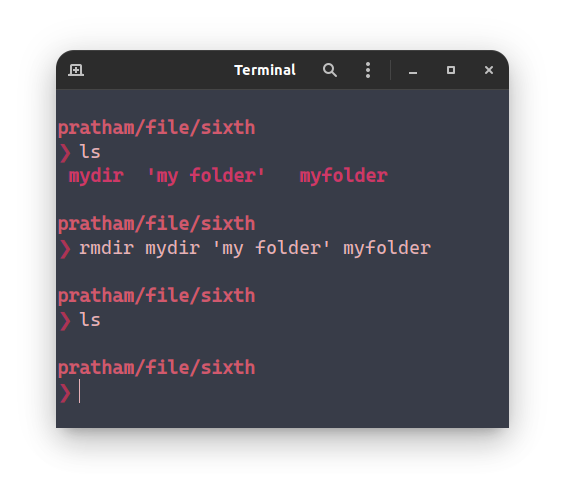 Terminal
pratham/file/sixth
❯ ls
mydir 'my folder' myfolder
pratham/file/sixth
❯ rmdir mydir 'my folder' myfolder
pratham/file/sixth
❯ ls
pratham/file/sixth
❯